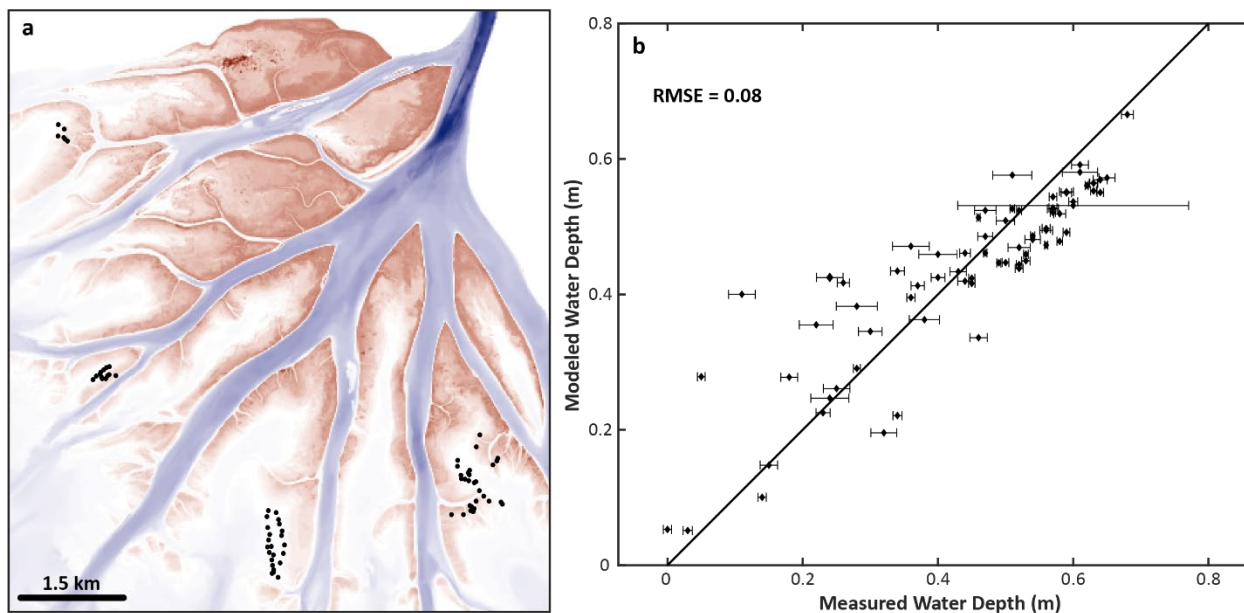 a
1.5 km
b
RMSE = 0.08
0.8
0.6
0.4
0.2
0
Modeled Water Depth (m)
0 0.2 0.4 0.6 0.8
Measured Water Depth (m)